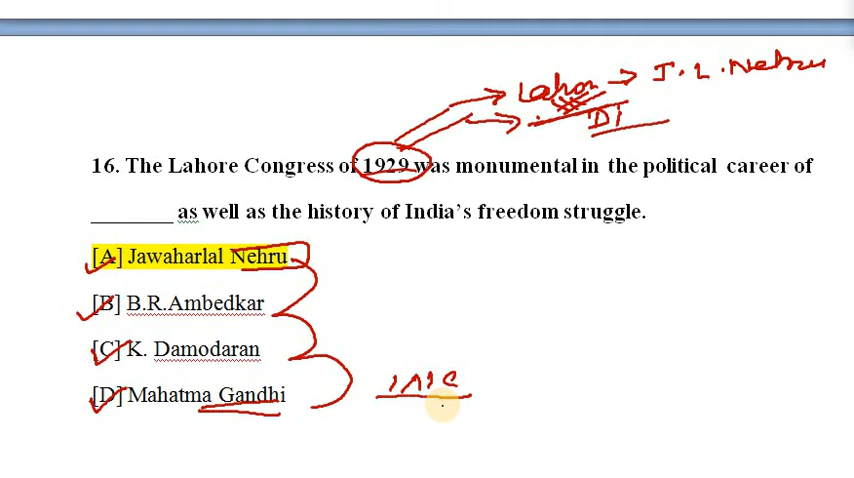 Lahor → J.L.Nehru
DI
16. The Lahore Congress of 1929 was monumental in the political career of
________ as well as the history of India's freedom struggle.
[A] Jawaharlal Nehru
[B] B.R.Ambedkar
[C] K. Damodaran
[D] Mahatma Gandhi